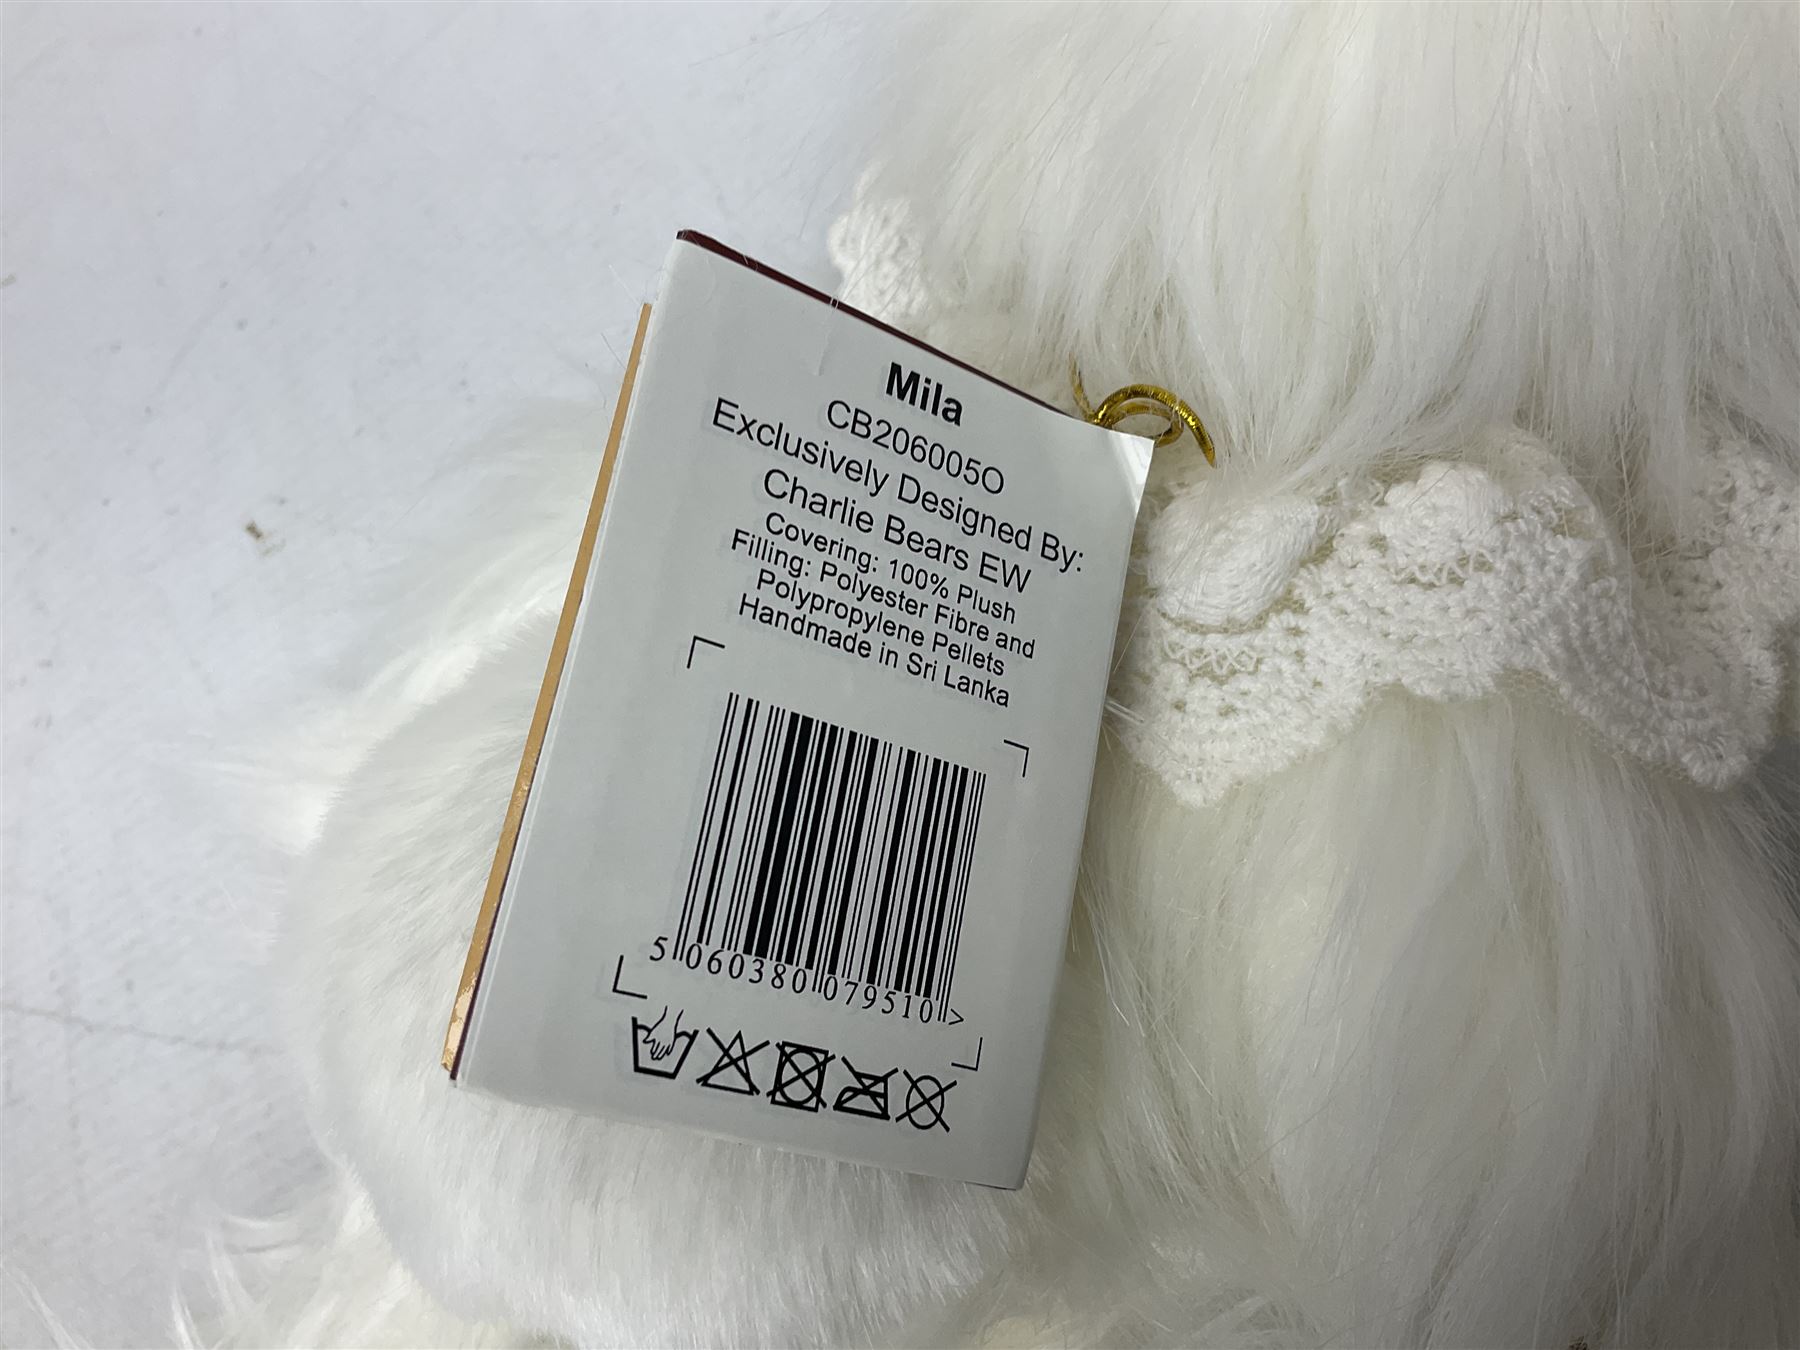 Mila
CB206005O
Exclusively Designed By:
Charlie Bears EW
Covering: 100% Plush
Filling: Polyester Fibre and
Polypropylene Pellets
Handmade in Sri Lanka
5 060380 079510 >